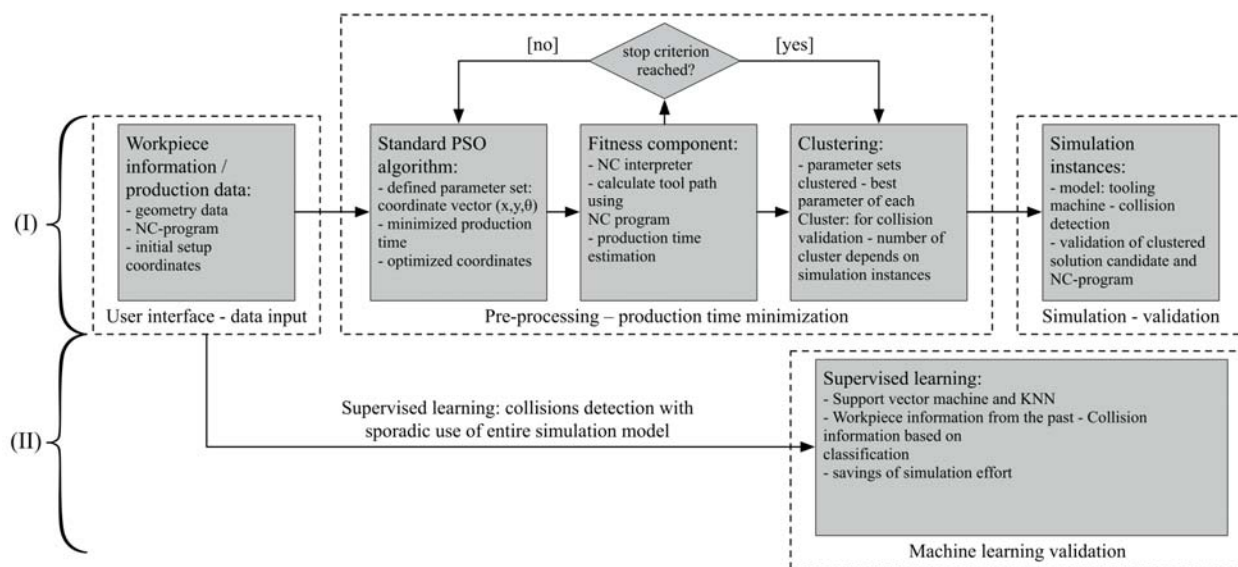 [no]
stop criterion
reached?
[yes]
(I)
Workpiece
information /
production data:
- geometry data
- NC-program
- initial setup
coordinates
User interface - data input
Standard PSO
algorithm:
- defined parameter set:
coordinate vector (x,y,θ)
- minimized production
time
- optimized coordinates
Fitness component:
- NC interpreter
- calculate tool path
using
NC program
- production time
estimation
Clustering:
- parameter sets
clustered - best
parameter of each
Cluster: for collision
validation - number of
cluster depends on
simulation instances
Pre-processing – production time minimization
Simulation
instances:
- model: tooling
machine - collision
detection
- validation of clustered
solution candidate and
NC-program
Simulation - validation
(II)
Supervised learning: collisions detection with
sporadic use of entire simulation model
Supervised learning:
- Support vector machine and KNN
- Workpiece information from the past - Collision
information based on
classification
- savings of simulation effort
Machine learning validation